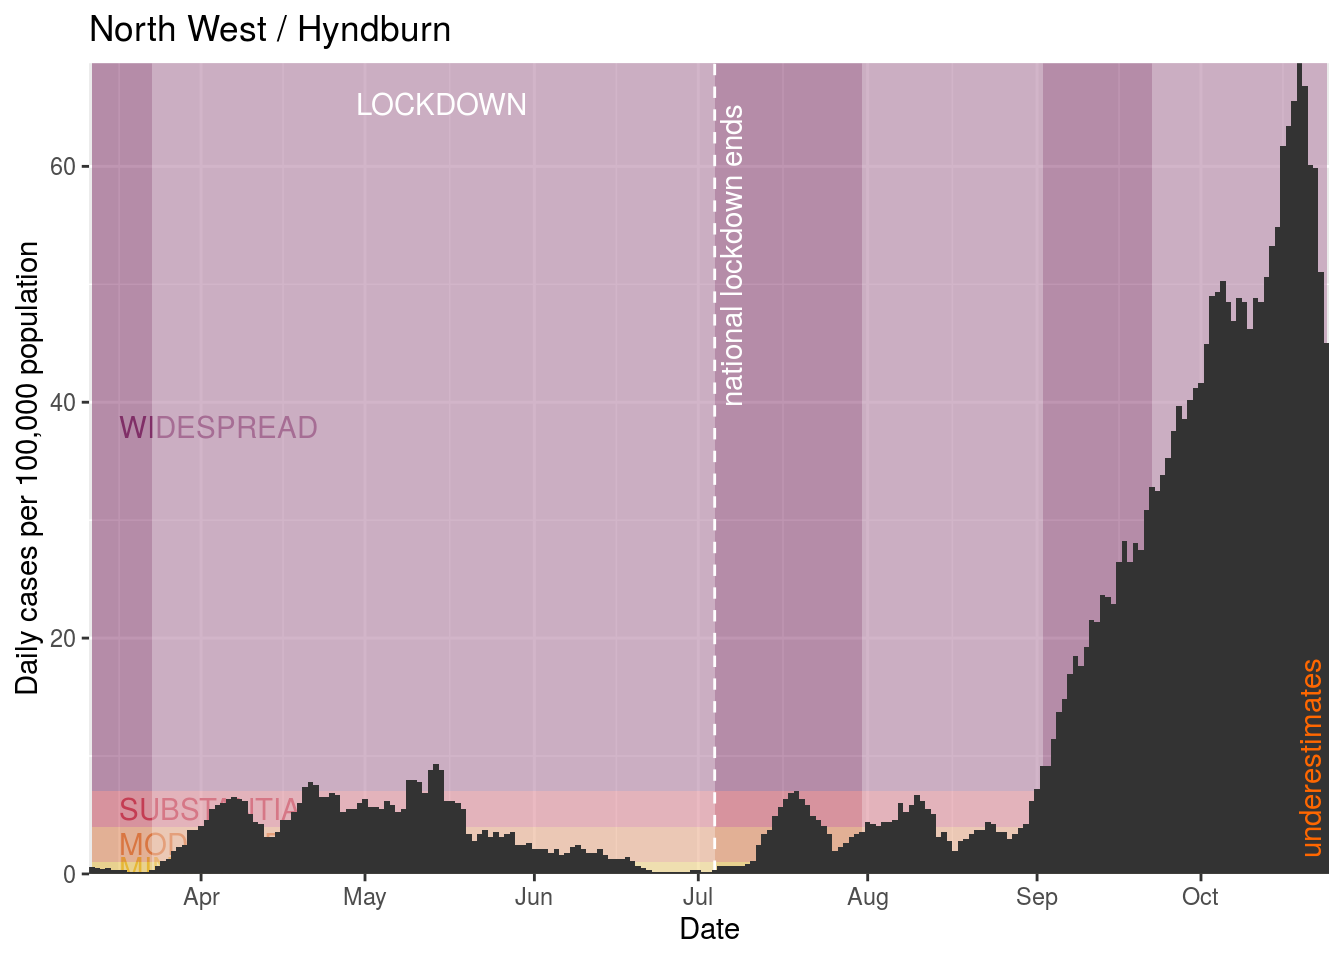 North West / Hyndburn
LOCKDOWN
national lockdown ends
WIDESPREAD
underestimates
Daily cases per 100,000 population
60
40
20
0
Apr
May
Jun
Jul
Aug
Sep
Oct
Date